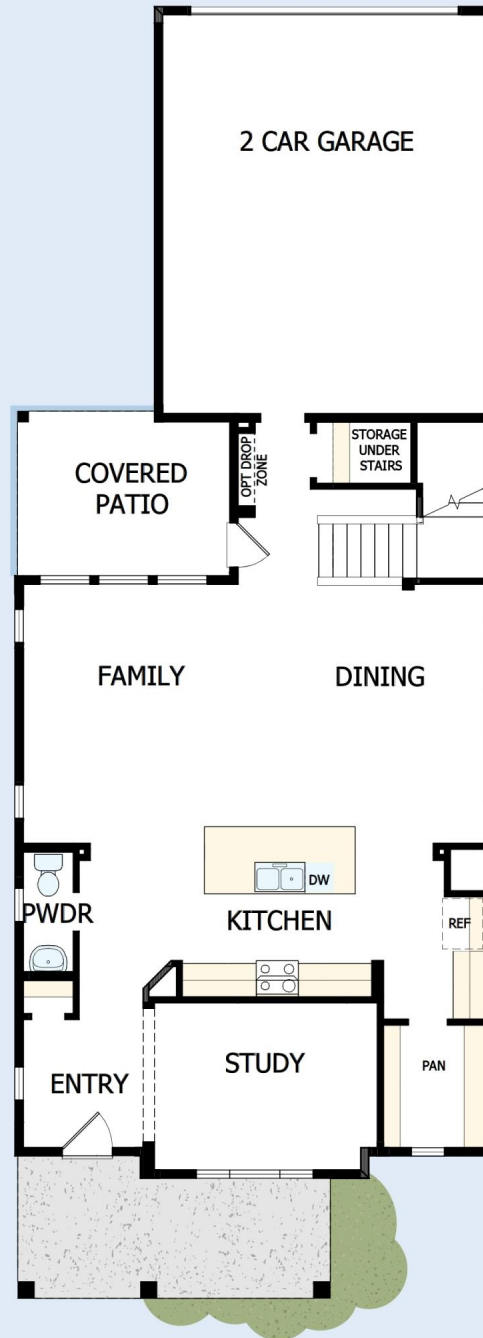 2 CAR GARAGE
OPT DROP
ZONE
STORAGE
UNDER
STAIRS
COVERED
PATIO
FAMILY
DINING
DW
PWDR
KITCHEN
REF
STUDY
PAN
ENTRY